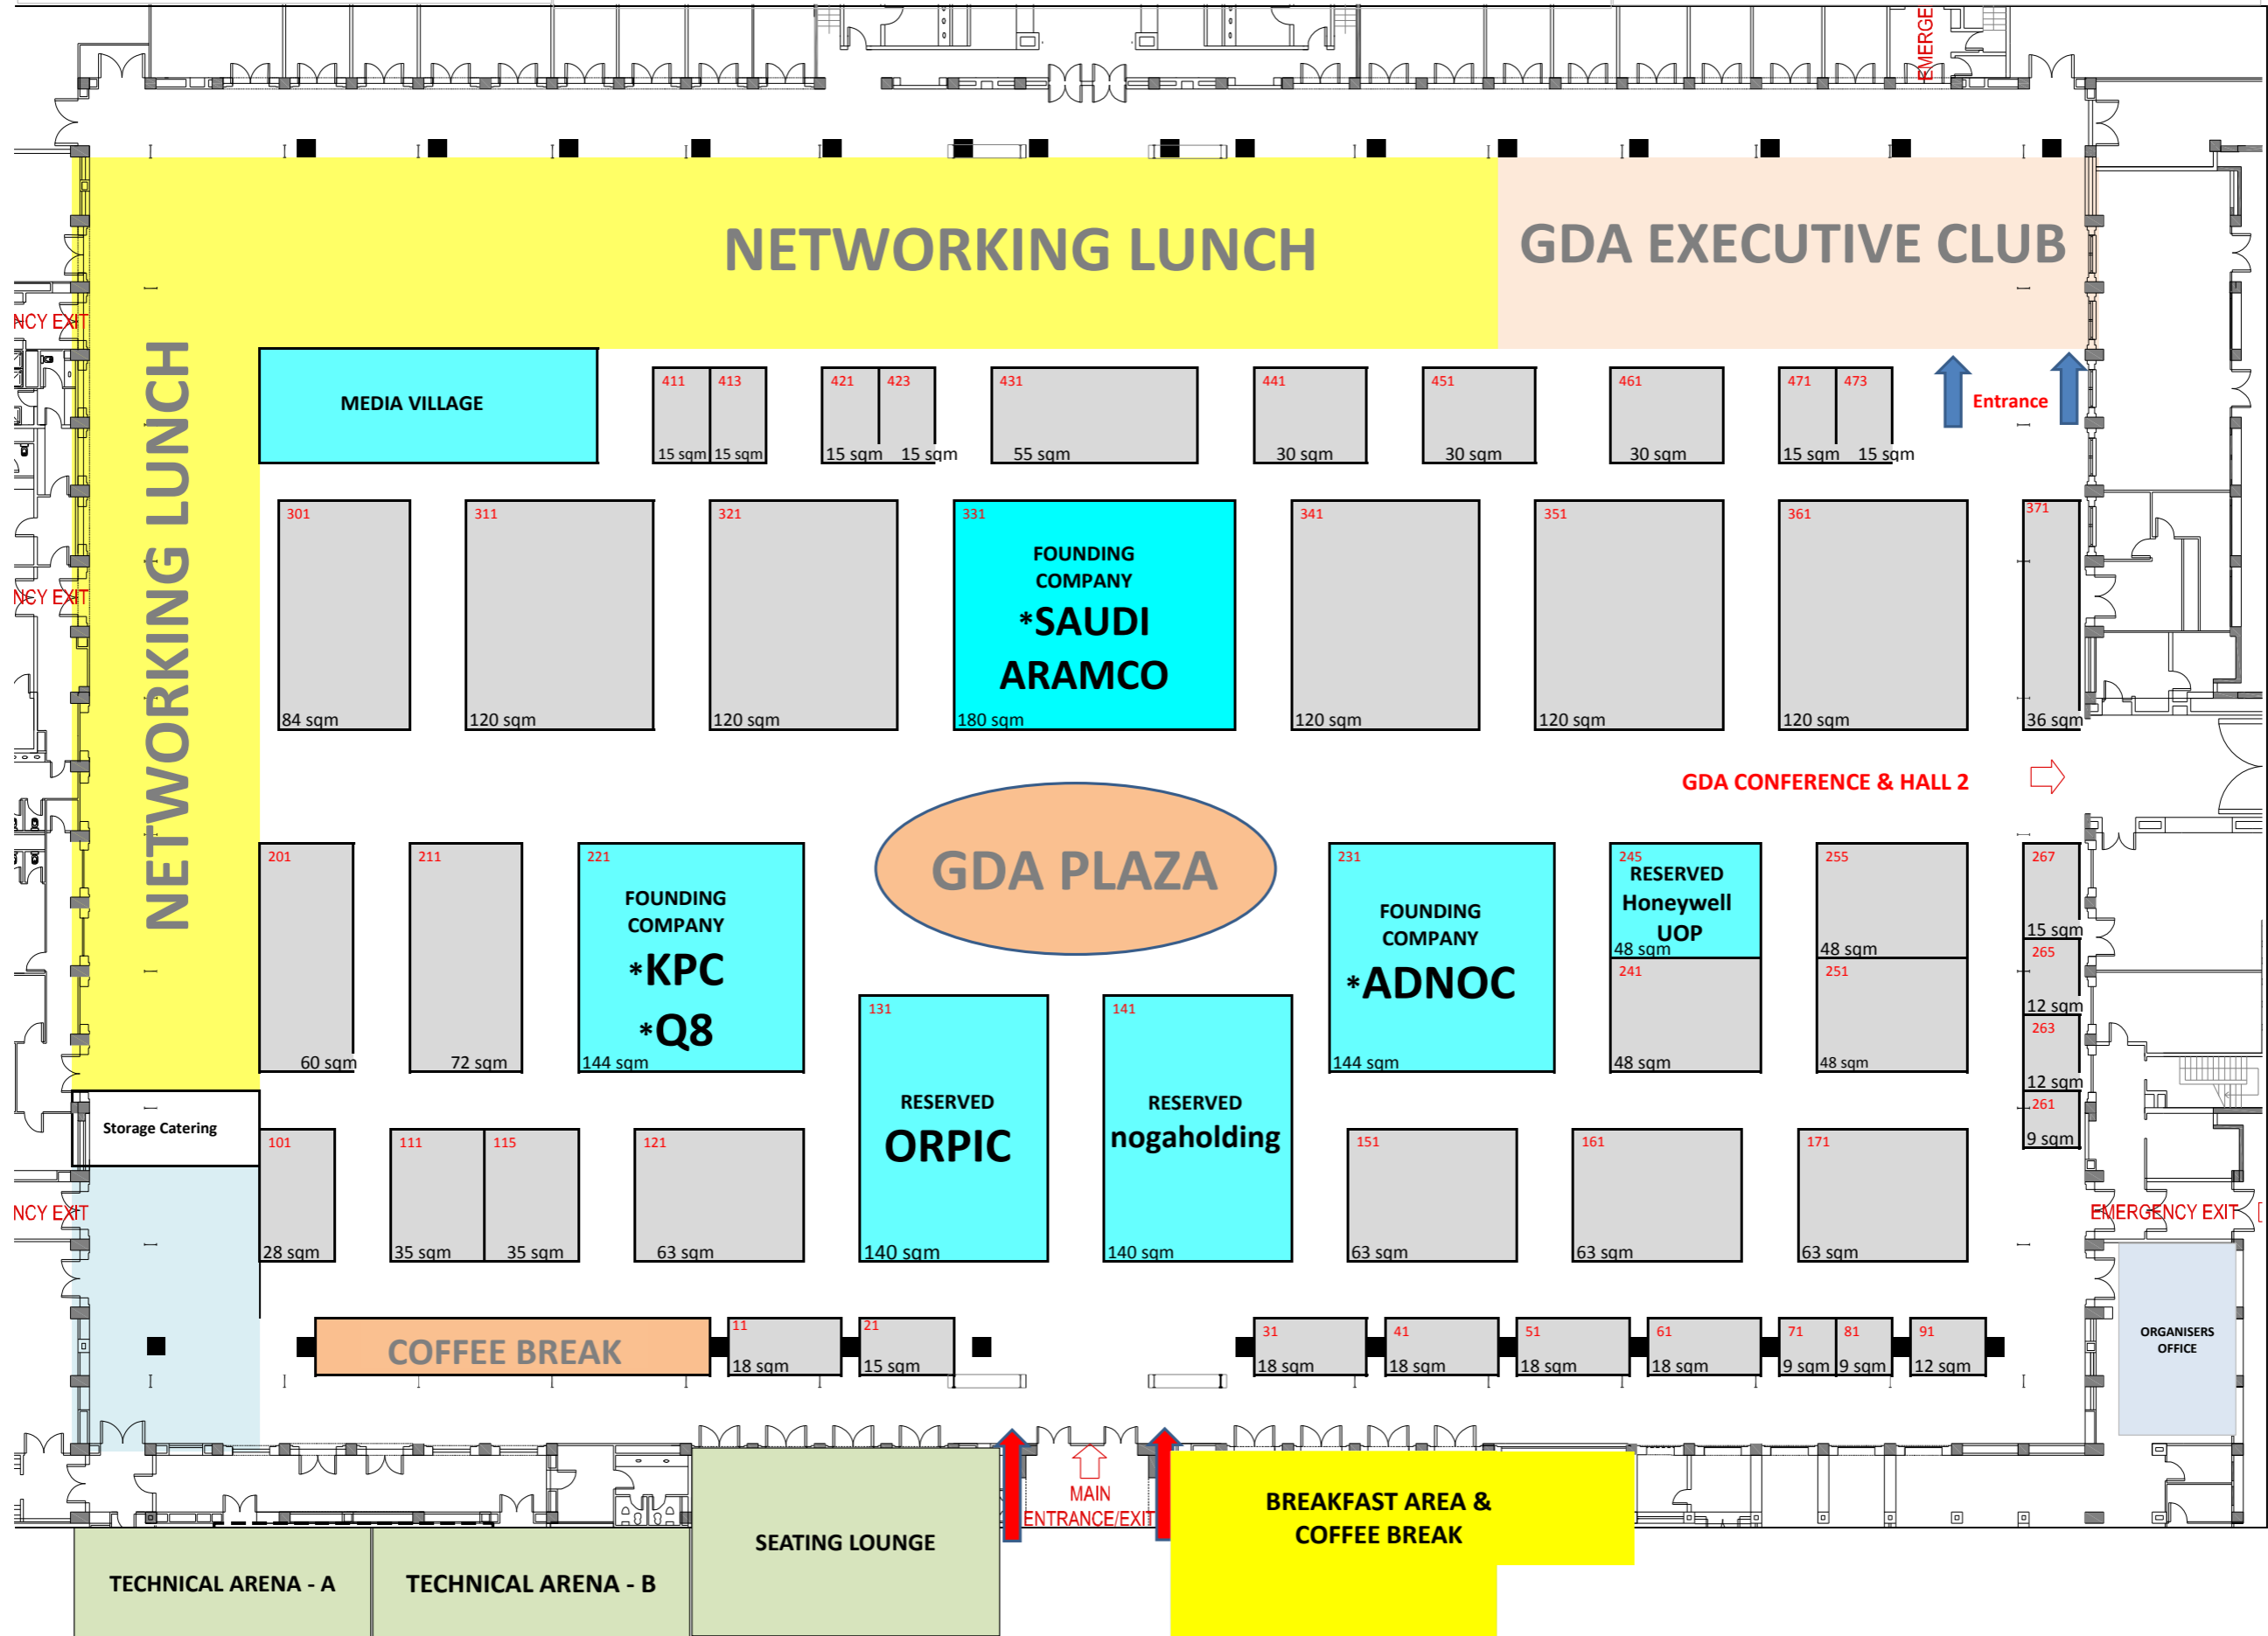 EMERGE
NETWORKING LUNCH
GDA EXECUTIVE CLUB
NCY EXIT
NETWORKING LUNCH
MEDIA VILLAGE
411 413
15 sqm 15 sqm
421 423
15 sqm 15 sqm
431
55 sqm
441
30 sqm
451
30 sqm
461
30 sqm
471 473
15 sqm 15 sqm
Entrance
NCY EXIT
301
84 sqm
311
120 sqm
321
120 sqm
331
FOUNDING
COMPANY
*SAUDI
ARAMCO
180 sqm
341
120 sqm
351
120 sqm
361
120 sqm
371
36 sqm
GDA CONFERENCE & HALL 2
GDA PLAZA
201
60 sqm
211
72 sqm
221
FOUNDING
COMPANY
*KPC
*Q8
144 sqm
231
FOUNDING
COMPANY
*ADNOC
144 sqm
245
RESERVED
Honeywell
UOP
48 sqm
241
48 sqm
255
48 sqm
251
48 sqm
267
15 sqm
265
12 sqm
263
12 sqm
261
9 sqm
Storage Catering
NCY EXIT
101
28 sqm
111
35 sqm
115
35 sqm
121
63 sqm
131
RESERVED
ORPIC
140 sqm
141
RESERVED
nogaholding
140 sqm
151
63 sqm
161
63 sqm
171
63 sqm
EMERGENCY EXIT
COFFEE BREAK
11
18 sqm
21
15 sqm
31
18 sqm
41
18 sqm
51
18 sqm
61
18 sqm
71
9 sqm
81
9 sqm
91
12 sqm
ORGANISERS
OFFICE
MAIN
ENTRANCE/EXIT
SEATING LOUNGE
BREAKFAST AREA &
COFFEE BREAK
TECHNICAL ARENA - A
TECHNICAL ARENA - B